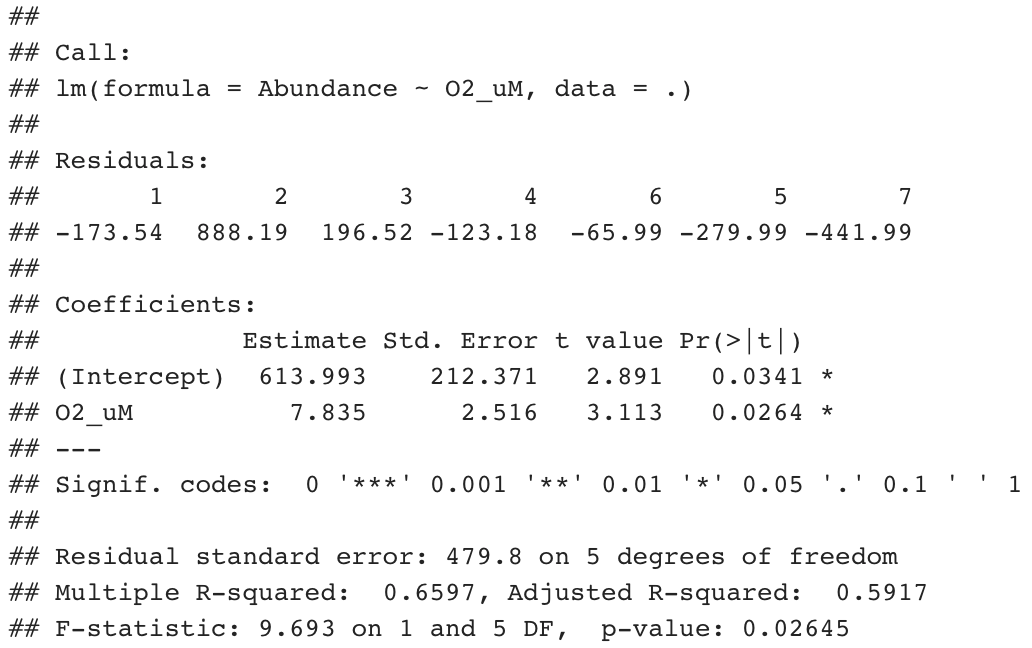 ##
## Call:
## lm(formula = Abundance ~ O2_uM, data = .)
##
## Residuals:
##       1       2       3       4       6       5       7
## -173.54  888.19  196.52 -123.18  -65.99 -279.99 -441.99
##
## Coefficients:
##             Estimate Std. Error t value Pr(>|t|)
## (Intercept)  613.993    212.371   2.891   0.0341 *
## O2_uM          7.835      2.516   3.113   0.0264 *
## ---
## Signif. codes:  0 '***' 0.001 '**' 0.01 '*' 0.05 '.' 0.1 ' ' 1
##
## Residual standard error: 479.8 on 5 degrees of freedom
## Multiple R-squared:  0.6597, Adjusted R-squared:  0.5917
## F-statistic: 9.693 on 1 and 5 DF,  p-value: 0.02645